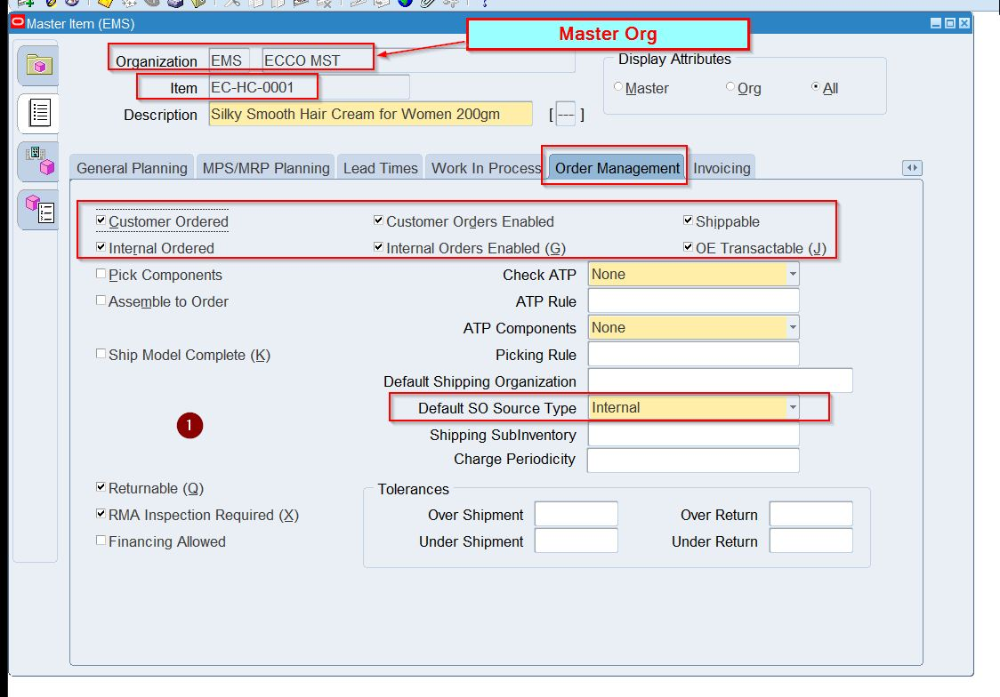 Master Item (EMS)
Master Org
Organization EMS ECCO MST
Display Attributes
Item EC-HC-0001
Master Org All
Description Silky Smooth Hair Cream for Women 200gm [ --- ]
General Planning MPS/MRP Planning Lead Times Work In Process Order Management Invoicing
Customer Ordered Customer Orders Enabled Shippable
Internal Ordered Internal Orders Enabled (G) OE Transactable (J)
Pick Components Check ATP None
Assemble to Order ATP Rule
ATP Components None
Ship Model Complete (K) Picking Rule
Default Shipping Organization
Default SO Source Type Internal
1
Shipping SubInventory
Charge Periodicity
Returnable (Q) Tolerances
RMA Inspection Required (X) Over Shipment Over Return
Financing Allowed Under Shipment Under Return